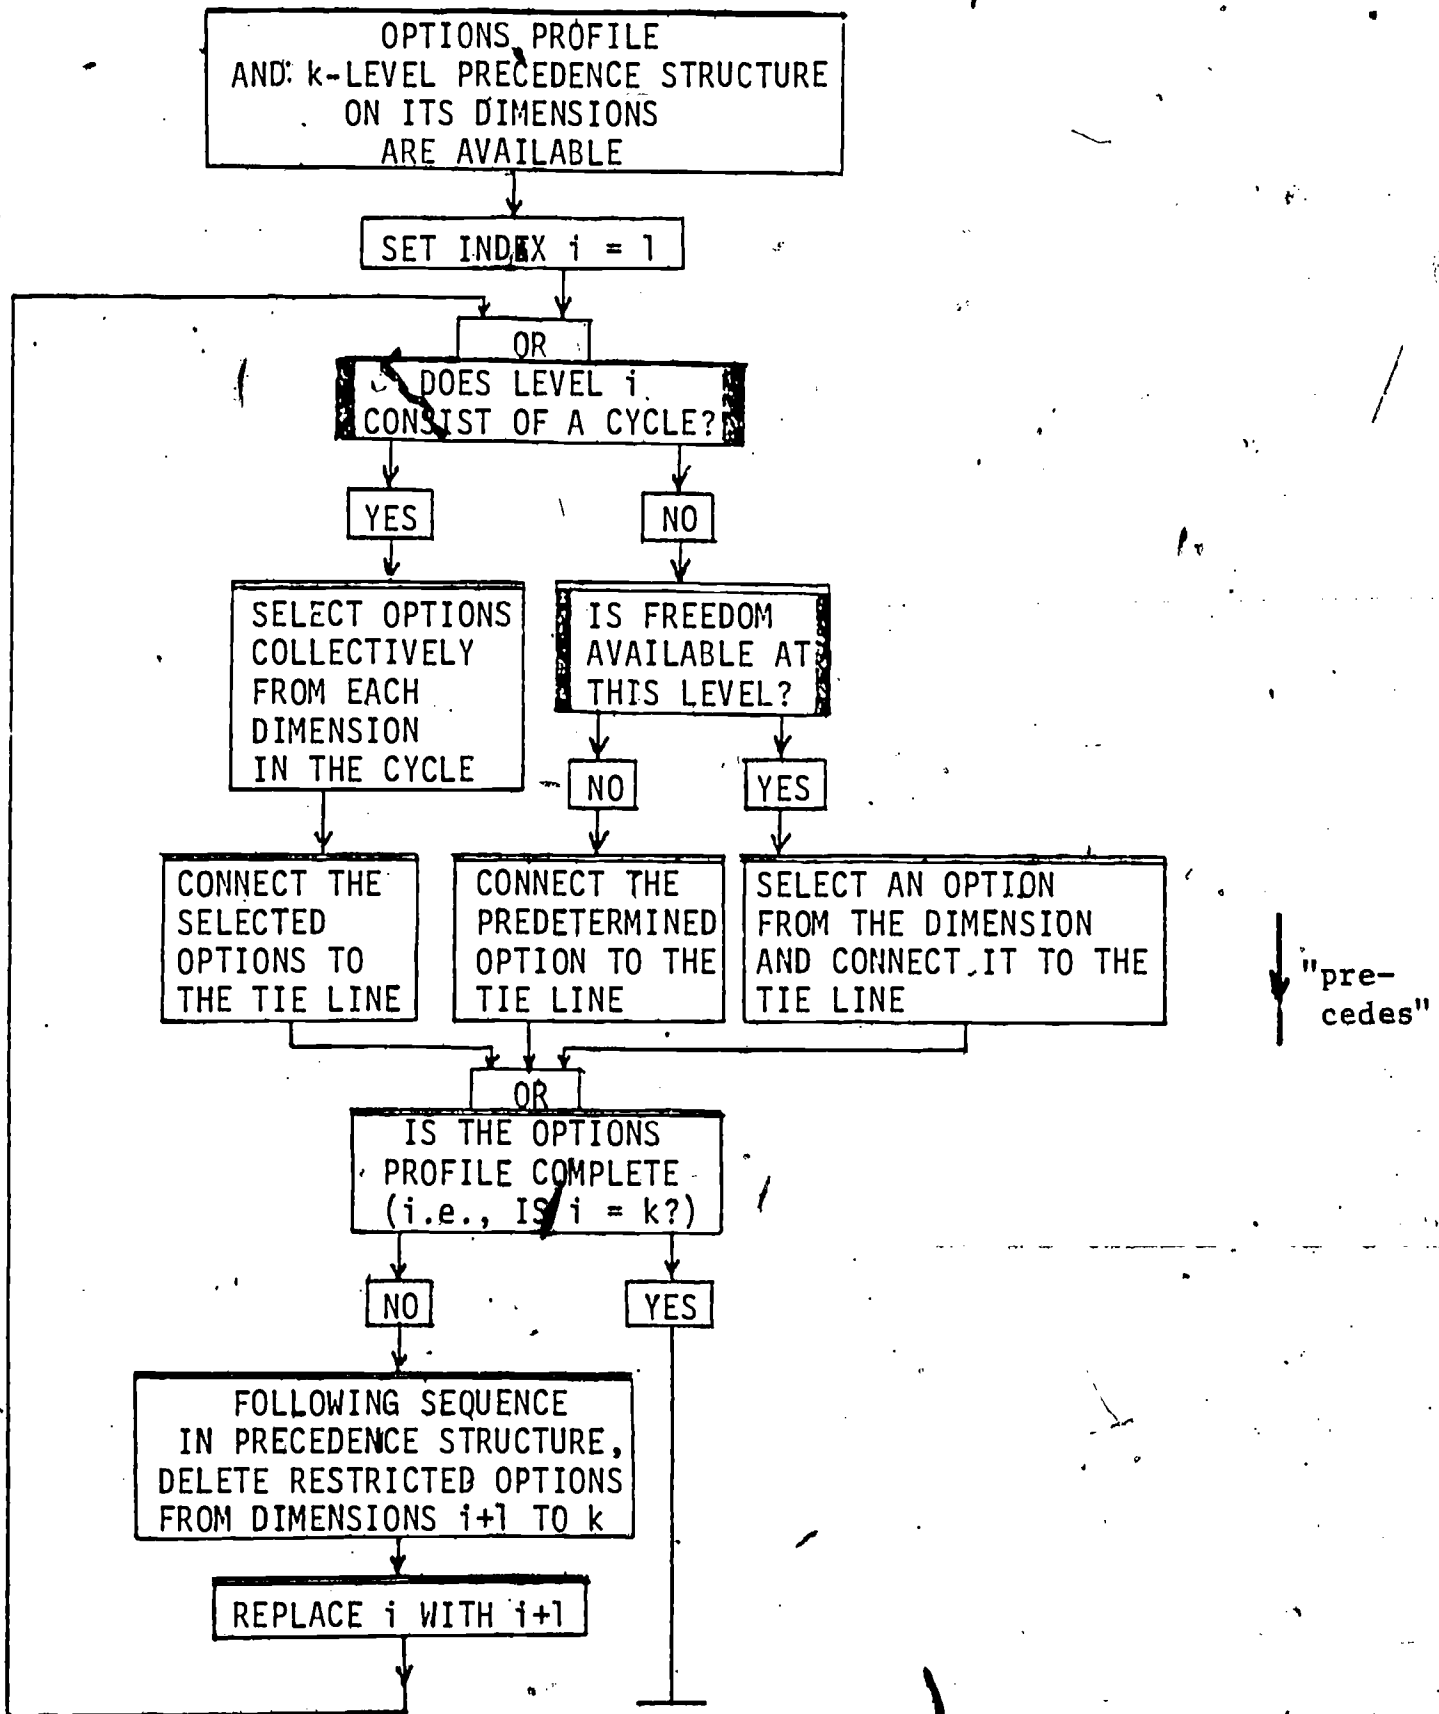 OPTIONS PROFILE
AND k-LEVEL PRECEDENCE STRUCTURE
ON ITS DIMENSIONS
ARE AVAILABLE
SET INDEX i = 1
OR
DOES LEVEL i
CONSIST OF A CYCLE?
YES
NO
SELECT OPTIONS
COLLECTIVELY
FROM EACH
DIMENSION
IN THE CYCLE
IS FREEDOM
AVAILABLE AT
THIS LEVEL?
NO
YES
CONNECT THE
SELECTED
OPTIONS TO
THE TIE LINE
CONNECT THE
PREDETERMINED
OPTION TO THE
TIE LINE
SELECT AN OPTION
FROM THE DIMENSION
AND CONNECT IT TO THE
TIE LINE
"pre-
cedes"
OR
IS THE OPTIONS
PROFILE COMPLETE
(i.e., IS i = k?)
NO
YES
FOLLOWING SEQUENCE
IN PRECEDENCE STRUCTURE,
DELETE RESTRICTED OPTIONS
FROM DIMENSIONS i+1 TO k
REPLACE i WITH i+1